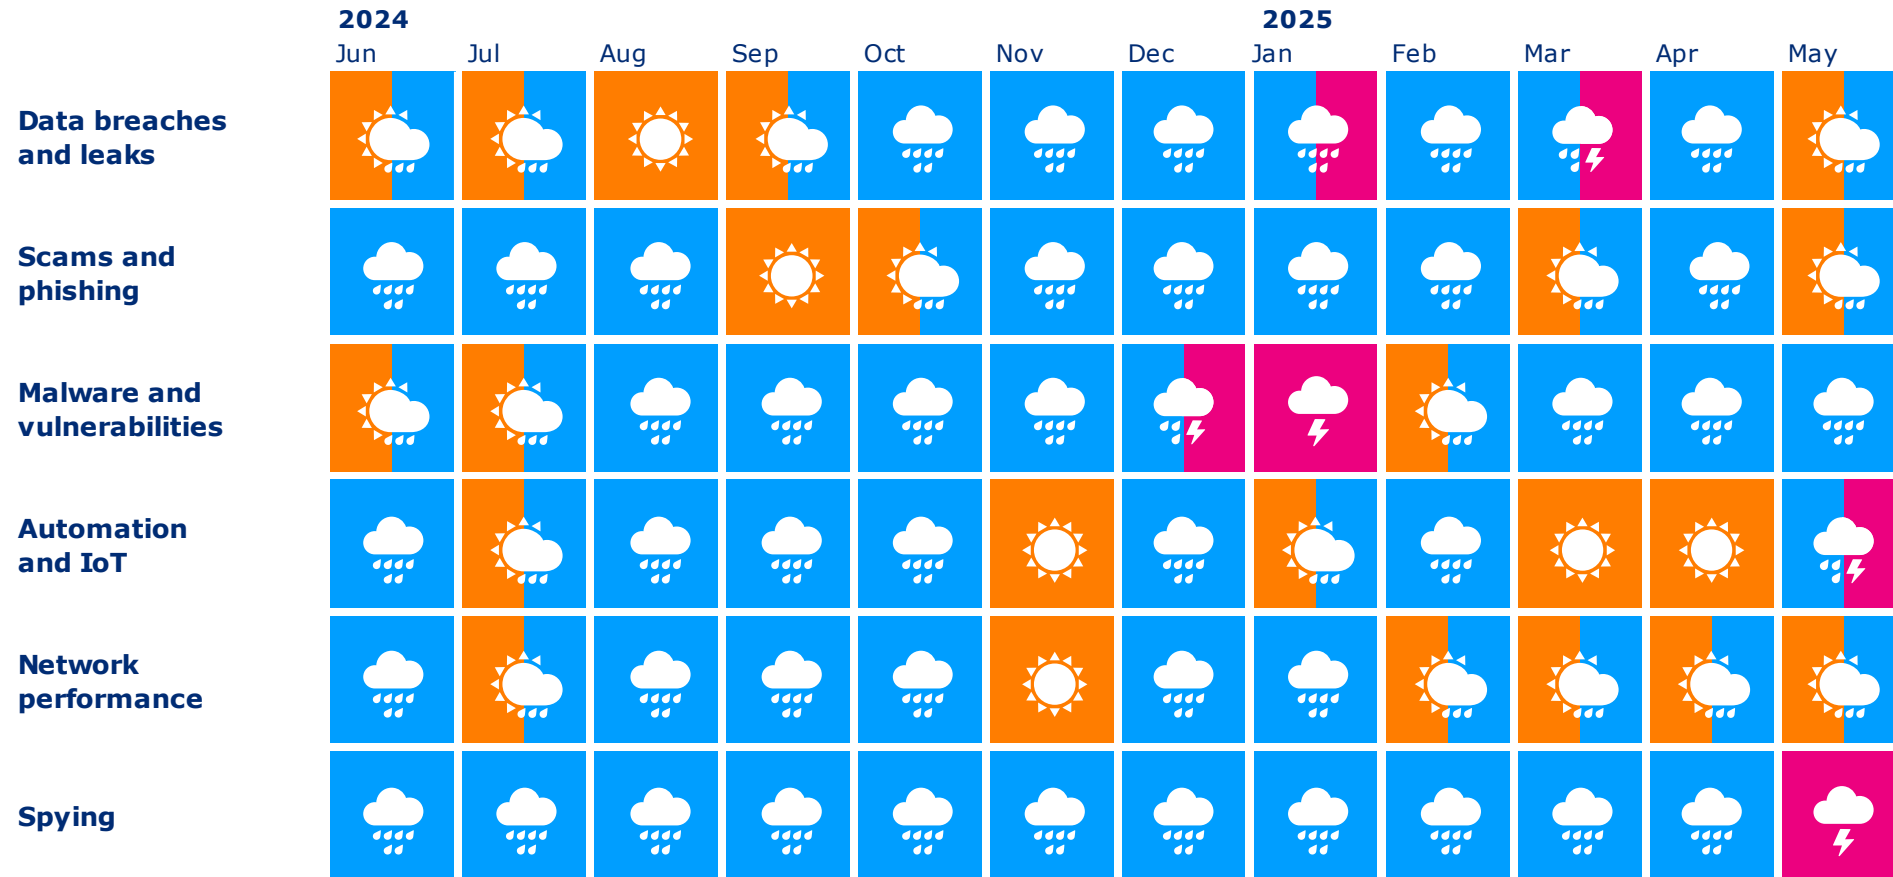 2024 2025
Jun Jul Aug Sep Oct Nov Dec Jan Feb Mar Apr May
Data breaches
and leaks
Scams and
phishing
Malware and
vulnerabilities
Automation
and IoT
Network
performance
Spying